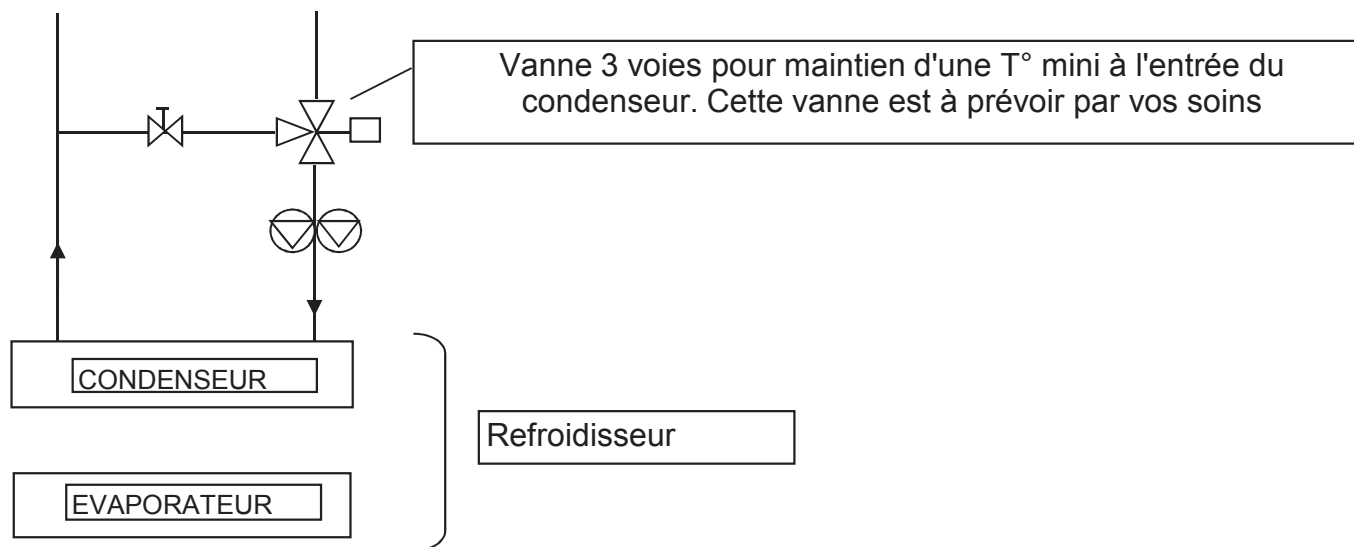 Vanne 3 voies pour maintien d'une T° mini à l'entrée du
condenseur. Cette vanne est à prévoir par vos soins
CONDENSEUR
Refroidisseur
EVAPORATEUR